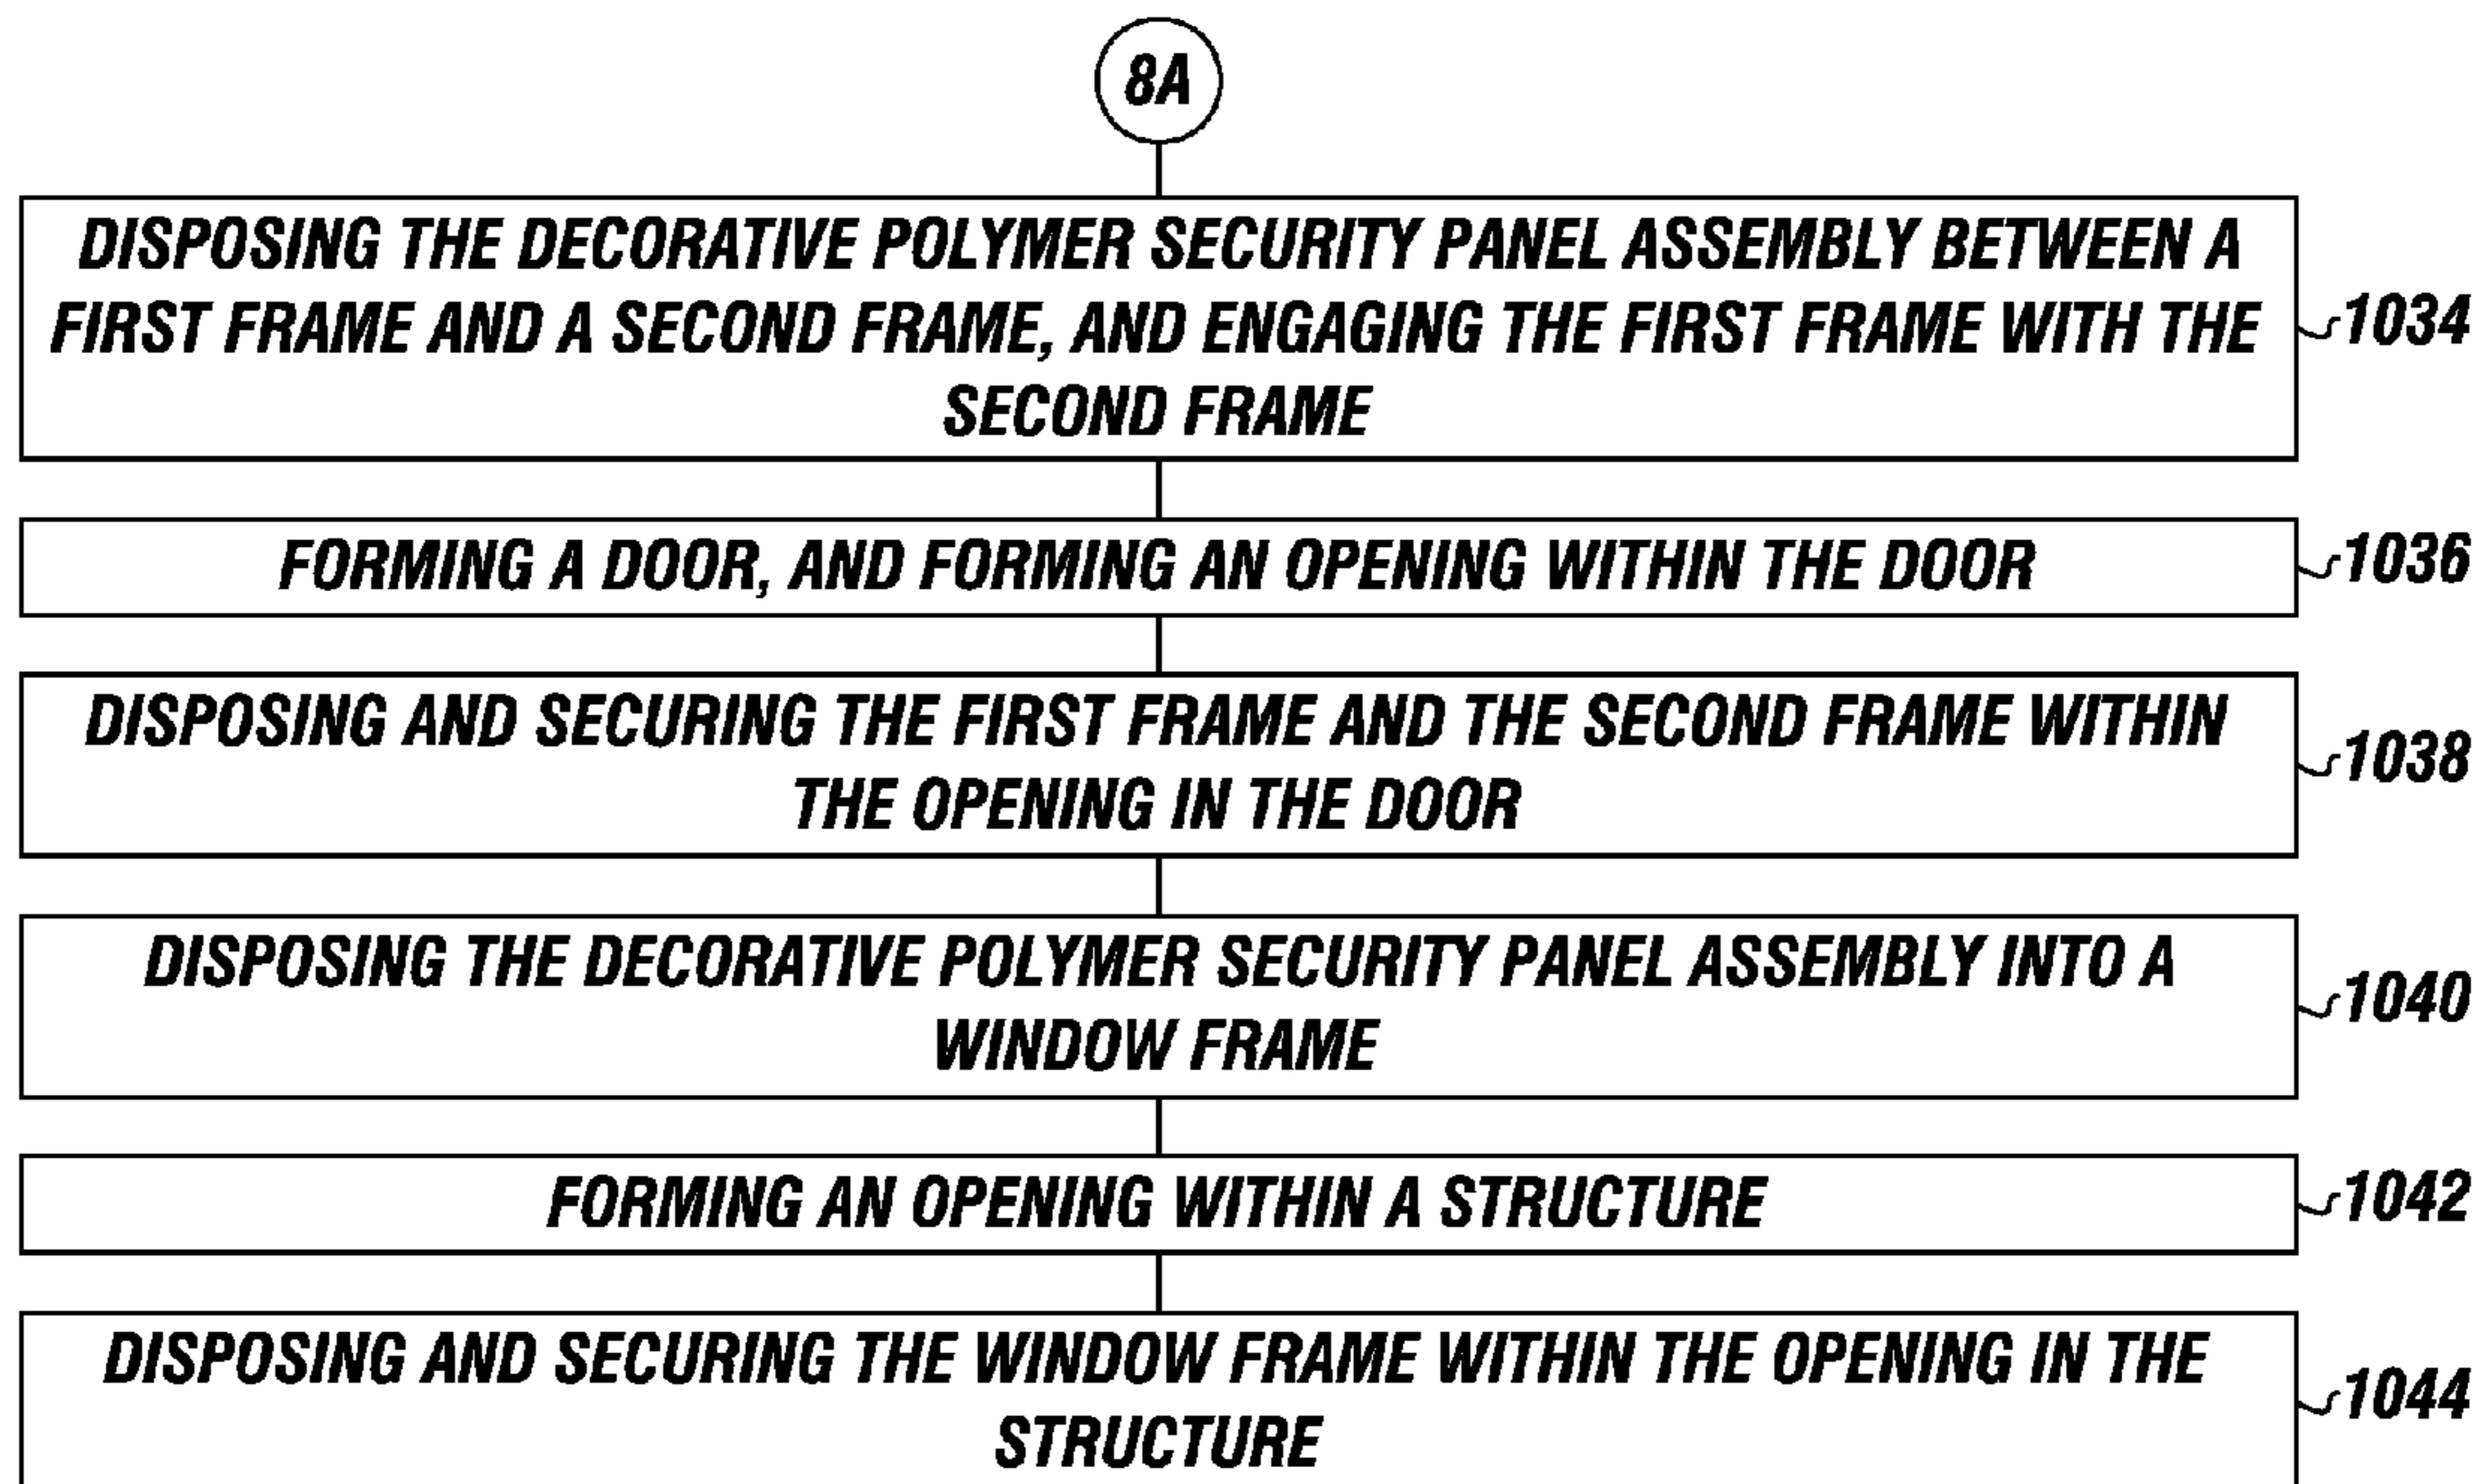 8A
DISPOSING THE DECORATIVE POLYMER SECURITY PANEL ASSEMBLY BETWEEN A
FIRST FRAME AND A SECOND FRAME, AND ENGAGING THE FIRST FRAME WITH THE
SECOND FRAME
1034
FORMING A DOOR, AND FORMING AN OPENING WITHIN THE DOOR
1036
DISPOSING AND SECURING THE FIRST FRAME AND THE SECOND FRAME WITHIN
THE OPENING IN THE DOOR
1038
DISPOSING THE DECORATIVE POLYMER SECURITY PANEL ASSEMBLY INTO A
WINDOW FRAME
1040
FORMING AN OPENING WITHIN A STRUCTURE
1042
DISPOSING AND SECURING THE WINDOW FRAME WITHIN THE OPENING IN THE
STRUCTURE
1044